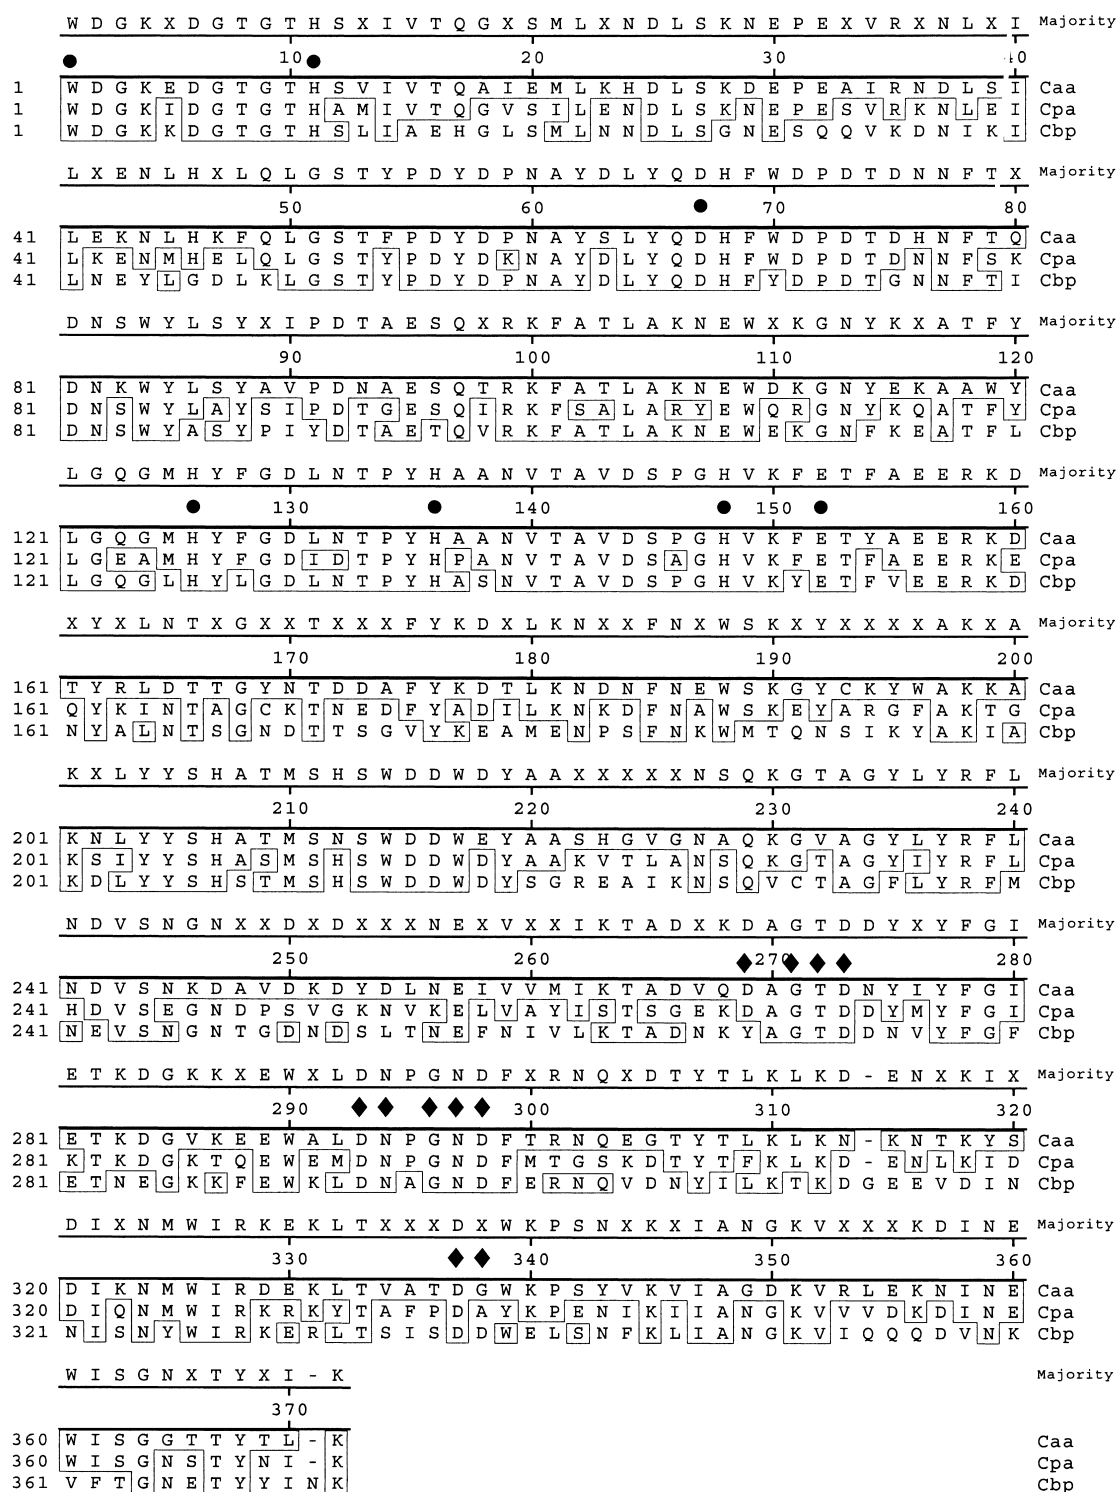 W D G K X D G T G T H S X I V T Q G X S M L X N D L S K N E P E X V R X N L X I Majority
10 20 30 40
1 W D G K E D G T G T H S V I V T Q A I E M L K H D L S K D E P E A I R N D L S I Caa
1 W D G K I D G T G T H A M I V T Q G V S I L E N D L S K N E P E S V R K N L E I Cpa
1 W D G K K D G T G T H S L I A E H G L S M L N N D L S G N E S Q Q V K D N I K I Cbp
L X E N L H X L Q L G S T Y P D Y D P N A Y D L Y Q D H F W D P D T D N N F T X Majority
50 60 70 80
41 L E K N L H K F Q L G S T F P D Y D P N A Y S L Y Q D H F W D P D T D H N F T Q Caa
41 L K E N M H E L Q L G S T Y P D Y D K N A Y D L Y Q D H F W D P D T D N N F S K Cpa
41 L N E Y L G D L K L G S T Y P D Y D P N A Y D L Y Q D H F Y D P D T G N N F T I Cbp
D N S W Y L S Y X I P D T A E S Q X R K F A T L A K N E W X K G N Y K X A T F Y Majority
90 100 110 120
81 D N K W Y L S Y A V P D N A E S Q T R K F A T L A K N E W D K G N Y E K A A W Y Caa
81 D N S W Y L A Y S I P D T G E S Q I R K F S A L A R Y E W Q R G N Y K Q A T F Y Cpa
81 D N S W Y A S Y P I Y D T A E T Q V R K F A T L A K N E W E K G N F K E A T F L Cbp
L G Q G M H Y F G D L N T P Y H A A N V T A V D S P G H V K F E T F A E E R K D Majority
130 140 150 160
121 L G Q G M H Y F G D L N T P Y H A A N V T A V D S P G H V K F E T Y A E E R K D Caa
121 L G E A M H Y F G D I D T P Y H P A N V T A V D S A G H V K F E T F A E E R K E Cpa
121 L G Q G L H Y L G D L N T P Y H A S N V T A V D S P G H V K Y E T F V E E R K D Cbp
X Y X L N T X G X X T X X X F Y K D X L K N X X F N X W S K X Y X X X X A K X A Majority
170 180 190 200
161 T Y R L D T T G Y N T D D A F Y K D T L K N D N F N E W S K G Y C K Y W A K K A Caa
161 Q Y K I N T A G C K T N E D F Y A D I L K N K D F N A W S K E Y A R G F A K T G Cpa
161 N Y A L N T S G N D T T S G V Y K E A M E N P S F N K W M T Q N S I K Y A K I A Cbp
K X L Y Y S H A T M S H S W D D W D Y A A X X X X X N S Q K G T A G Y L Y R F L Majority
210 220 230 240
201 K N L Y Y S H A T M S N S W D D W E Y A A S H G V G N A Q K G V A G Y L Y R F L Caa
201 K S I Y Y S H A S M S H S W D D W D Y A A K V T L A N S Q K G T A G Y I Y R F L Cpa
201 K D L Y Y S H S T M S H S W D D W D Y S G R E A I K N S Q V C T A G F L Y R F M Cbp
N D V S N G N X X D X D X X X N E X V X X I K T A D X K D A G T D D Y X Y F G I Majority
250 260 270 280
241 N D V S N K D A V D K D Y D L N E I V V M I K T A D V Q D A G T D N Y I Y F G I Caa
241 H D V S E G N D P S V G K N V K E L V A Y I S T S G E K D A G T D D Y M Y F G I Cpa
241 N E V S N G N T G D N D S L T N E F N I V L K T A D N K Y A G T D D N V Y F G F Cbp
E T K D G K K X E W X L D N P G N D F X R N Q X D T Y T L K L K D - E N X K I X Majority
290 300 310 320
281 E T K D G V K E E W A L D N P G N D F T R N Q E G T Y T L K L K N - K N T K Y S Caa
281 K T K D G K T Q E W E M D N P G N D F M T G S K D T Y T F K L K D - E N L K I D Cpa
281 E T N E G K K F E W K L D N A G N D F E R N Q V D N Y I L K T K D G E E V D I N Cbp
D I X N M W I R K E K L T X X X D X W K P S N X K X I A N G K V X X X K D I N E Majority
330 340 350 360
320 D I K N M W I R D E K L T V A T D G W K P S Y V K V I A G D K V R L E K N I N E Caa
320 D I Q N M W I R K R K Y T A F P D A Y K P E N I K I I A N G K V V V D K D I N E Cpa
321 N I S N Y W I R K E R L T S I S D D W E L S N F K L I A N G K V I Q Q Q D V N K Cbp
W I S G N X T Y X I - K Majority
370
360 W I S G G T T Y T L - K Caa
360 W I S G N S T Y N I - K Cpa
361 V F T G N E T Y Y I N K Cbp